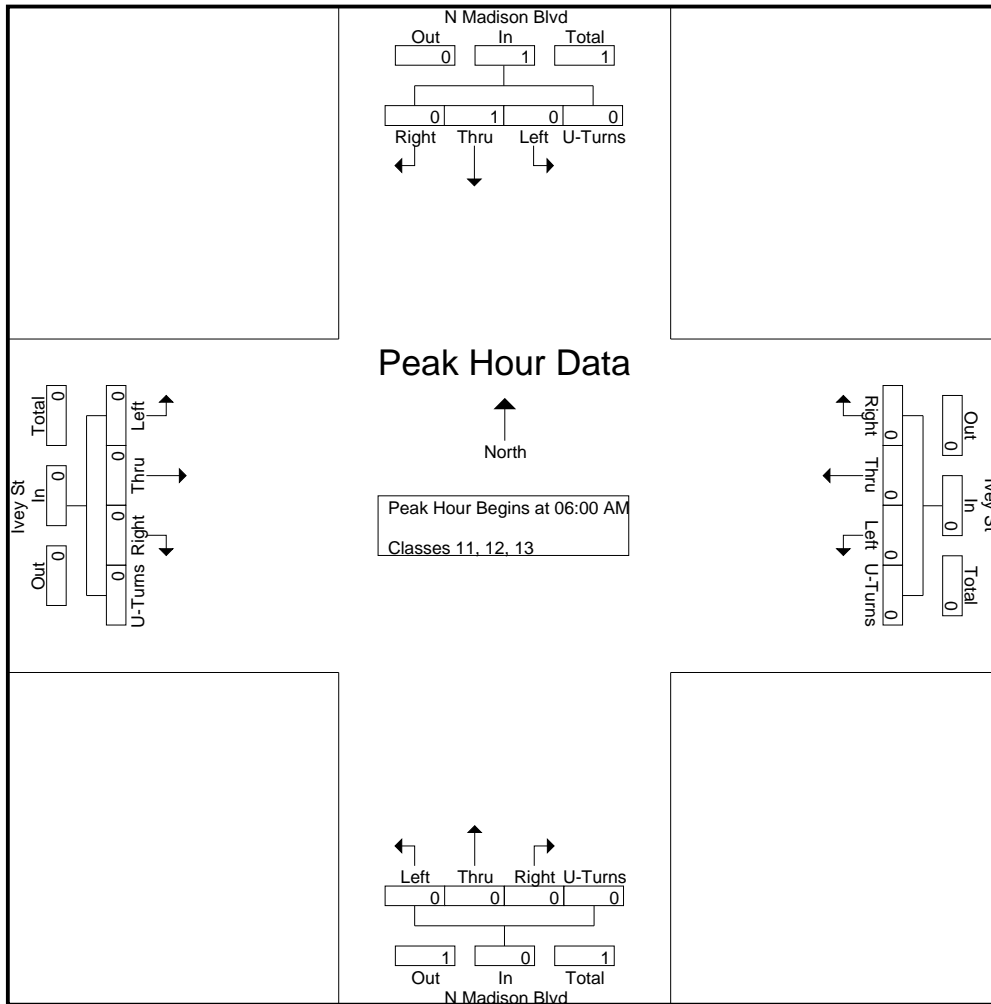 N Madison Blvd
Out In Total
0 1 1
0 1 0 0
Right Thru Left U-Turns
Peak Hour Data
North
Peak Hour Begins at 06:00 AM
Classes 11, 12, 13
Ivey St
Total In Out
0 0 0
0 0 0 0
Left Thru Right U-Turns
Right Thru Left U-Turns
0 0 0 0
Out In Total
0 0 0
Ivey St
Left Thru Right U-Turns
0 0 0 0
1 0 1
Out In Total
N Madison Blvd